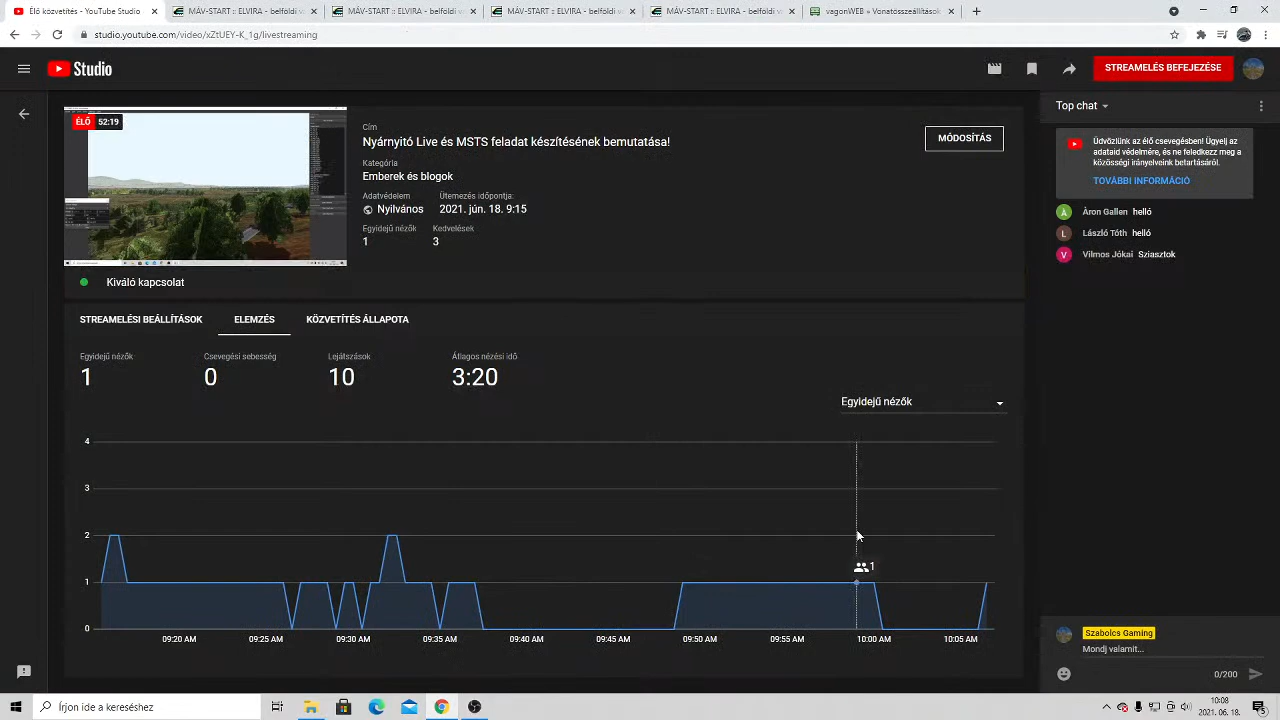 Élő közvetítés - YouTube Studio
MÁV-START :: ELVIRA - belföldi v
MÁV-START :: ELVIRA - belföldi v
MÁV-START :: ELVIRA - belföldi v
MÁV-START :: ELVIRA - belföldi v
vagonWEB » Vonatösszeállítások
studio.youtube.com/video/xZtUEY-K_1g/livestreaming
Studio
STREAMELÉS BEFEJEZÉSE
ÉLŐ 52:19
Cím
Nyárnyitó Live és MSTS feladat készítésének bemutatása
MÓDOSÍTÁS
Kategória
Emberek és blogok
Adatvédelem
Ütemezés időpontja:
Nyilvános
2021. jun. 18. 9:15
Egyidejű nézők
Kedvelések
1
3
Kiváló kapcsolat
STREAMELÉSI BEÁLLÍTÁSOK
ELEMZÉS
KÖZVETÍTÉS ÁLLAPOTA
Egyidejű nézők
Csevegési sebesség
Lejátszások
Átlagos nézési idő
1
0
10
3:20
Egyidejű nézők
4
3
2
1
0
1
09:20 AM
09:25 AM
09:30 AM
09:35 AM
09:40 AM
09:45 AM
09:50 AM
09:55 AM
10:00 AM
10:05 AM
Top chat
Üdvözlünk az élő csevegésben! Ügyelj az
adataid védelmére, és ne feledkezz meg a
közösségi irányelveink betartásáról.
TOVÁBBI INFORMÁCIÓ
Á Áron Gallen helló
L László Tóth helló
V Vilmos Jókai Sziasztok
Szabolcs Gaming
Mondj valamit...
0/200
Írjon ide a kereséshez
10:08
2021. 06. 18.
5